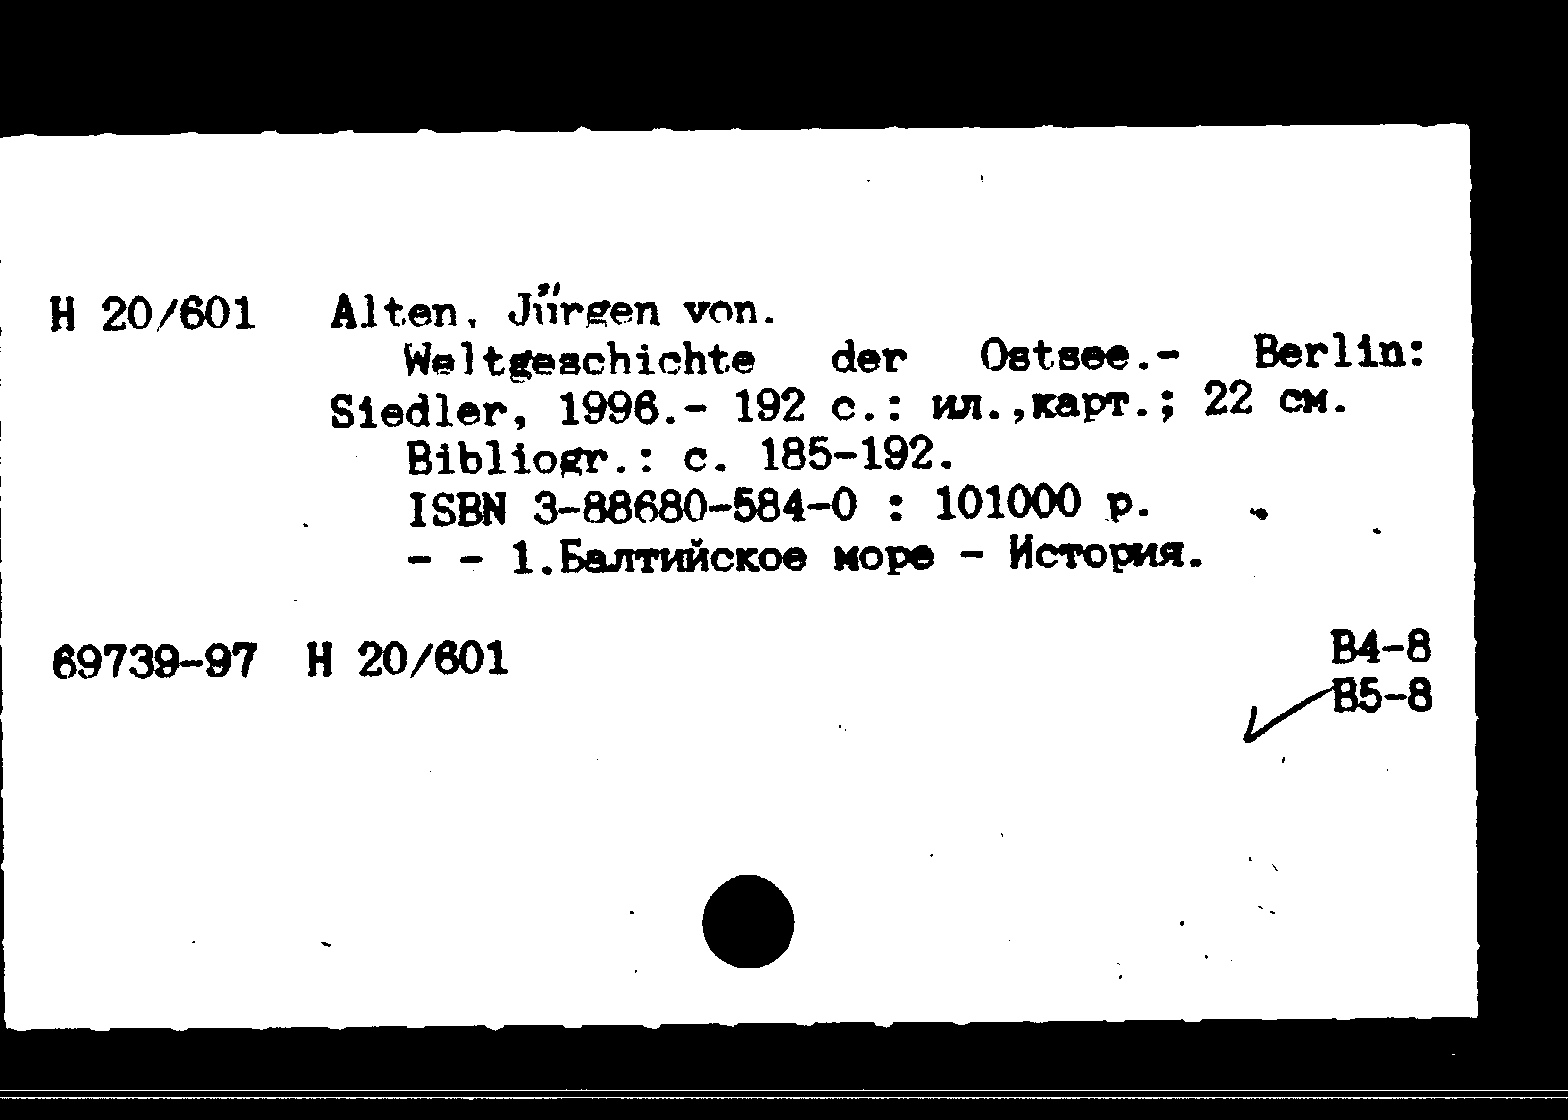 Н 20/601 Alten, Jürgen von.
Weltgeschichte der Ostsee.- Berlin:
Siedler, 1996.- 192 с.: ил.,карт.; 22 см.
Bibliogr.: с. 185-192.
ISBN 3-88680-584-0 : 101000 р.
- - 1.Балтийское море - История.
69739-97 Н 20/601 В4-8
В5-8